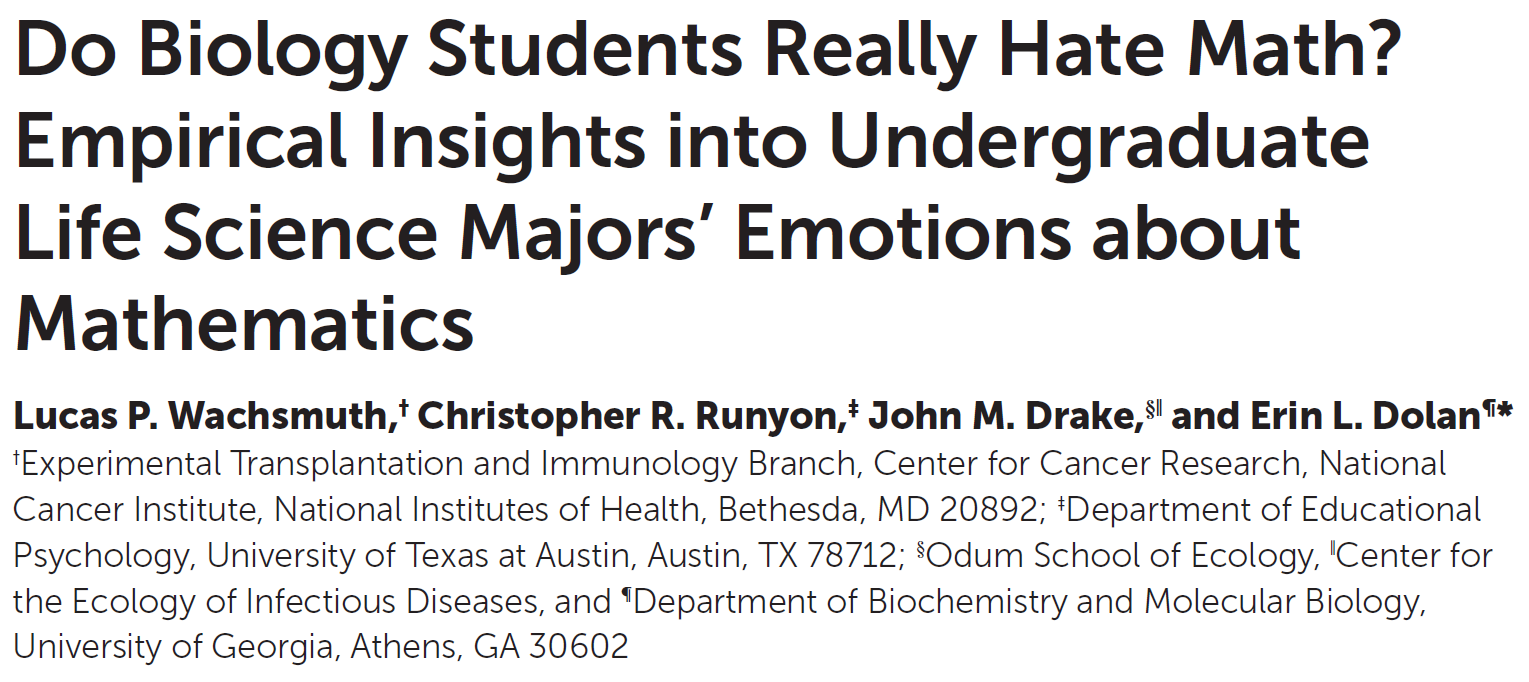 Do Biology Students Really Hate Math?
Empirical Insights into Undergraduate
Life Science Majors’ Emotions about
Mathematics
Lucas P. Wachsmuth,† Christopher R. Runyon,‡ John M. Drake,§‖ and Erin L. Dolan¶*
†Experimental Transplantation and Immunology Branch, Center for Cancer Research, National
Cancer Institute, National Institutes of Health, Bethesda, MD 20892; ‡Department of Educational
Psychology, University of Texas at Austin, Austin, TX 78712; §Odum School of Ecology, ‖Center for
the Ecology of Infectious Diseases, and ¶Department of Biochemistry and Molecular Biology,
University of Georgia, Athens, GA 30602